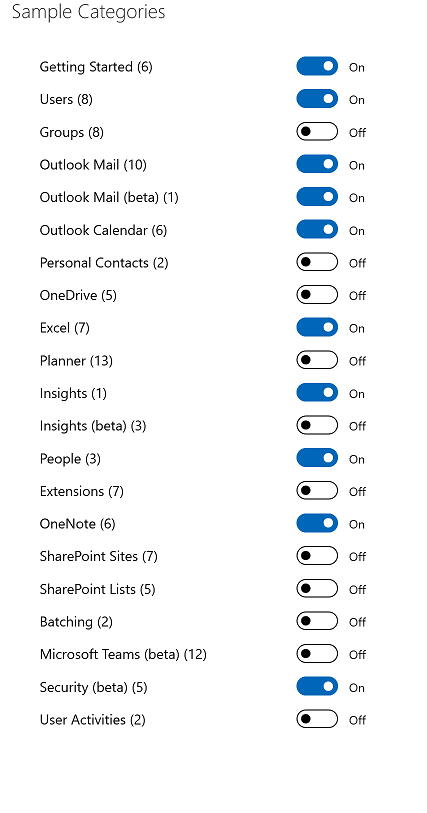 Sample Categories
Getting Started (6) On
Users (8) On
Groups (8) Off
Outlook Mail (10) On
Outlook Mail (beta) (1) On
Outlook Calendar (6) On
Personal Contacts (2) Off
OneDrive (5) Off
Excel (7) On
Planner (13) Off
Insights (1) On
Insights (beta) (3) Off
People (3) On
Extensions (7) Off
OneNote (6) On
SharePoint Sites (7) Off
SharePoint Lists (5) Off
Batching (2) Off
Microsoft Teams (beta) (12) Off
Security (beta) (5) On
User Activities (2) Off